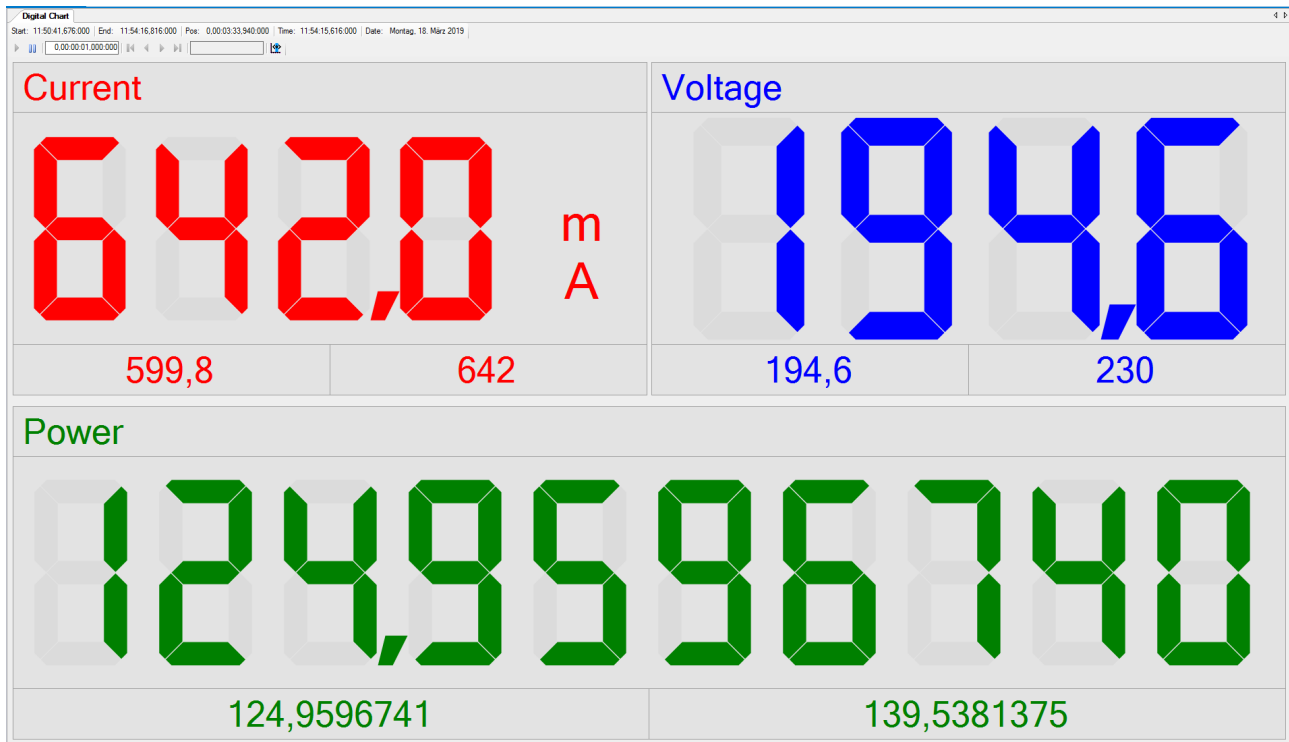 Digital Chart
Start: 11:50:41,676:000 End: 11:54:16,816:000 Pos: 0,00:03:33,940:000 Time: 11:54:15,616:000 Date: Montag, 18. März 2019
0,00:00:01,000:000
Current
Voltage
642,0 m A
194,6
599,8 642
194,6 230
Power
124,9596740
124,9596741 139,5381375